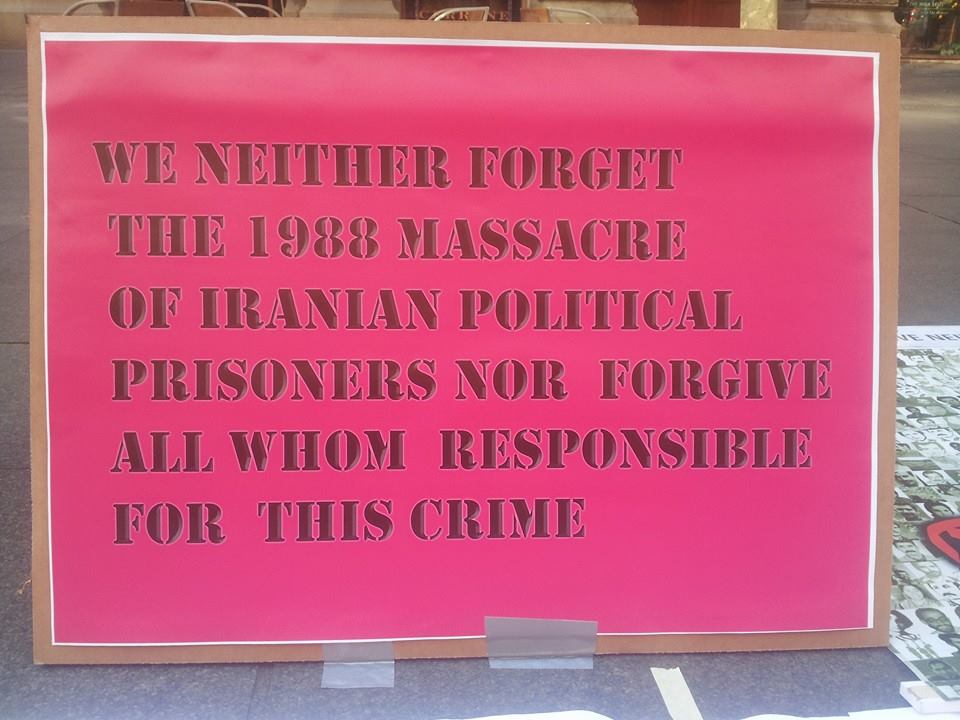 WE NEITHER FORGET
THE 1988 MASSACRE
OF IRANIAN POLITICAL
PRISONERS NOR FORGIVE
ALL WHOM RESPONSIBLE
FOR THIS CRIME